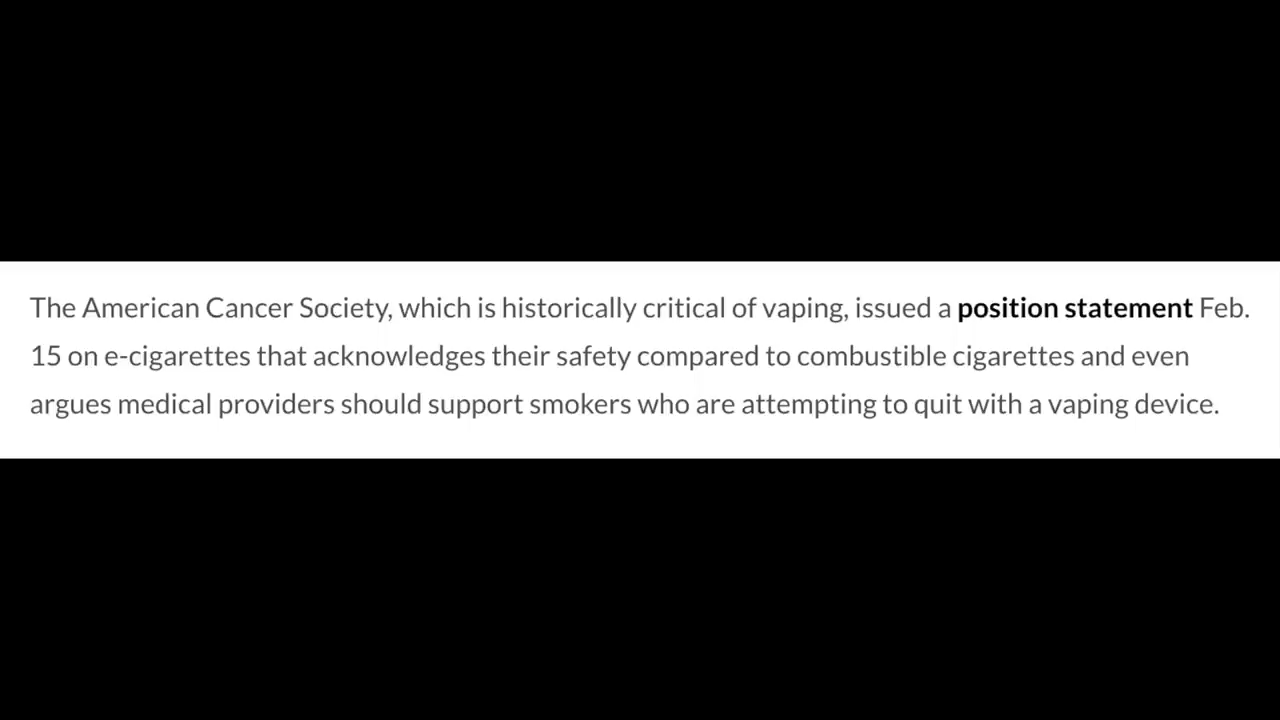 The American Cancer Society, which is historically critical of vaping, issued a position statement Feb.
15 on e-cigarettes that acknowledges their safety compared to combustible cigarettes and even
argues medical providers should support smokers who are attempting to quit with a vaping device.